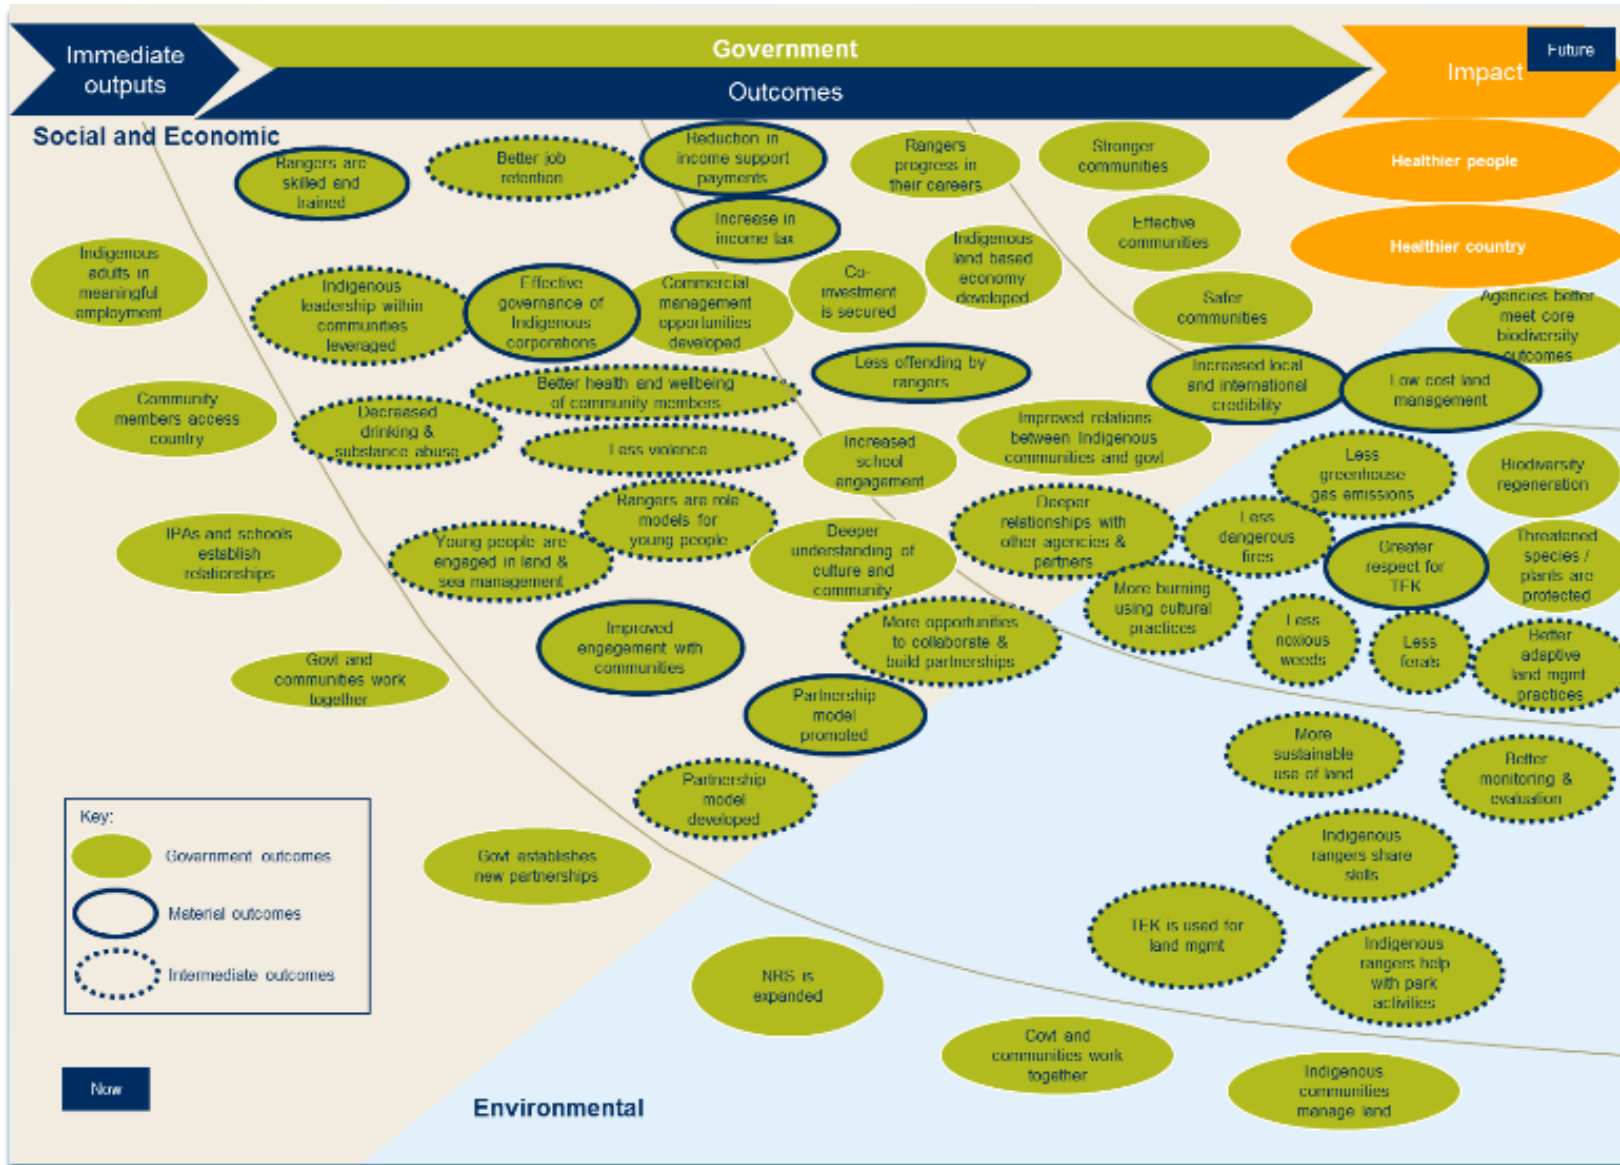 Immediate
outputs
Government
Outcomes
Impact
Future
Social and Economic
Rangers are
skilled and
trained
Better job
retention
Reduction in
income support
payments
Rangers
progress in
their careers
Stronger
communities
Healthier people
Increase in
income tax
Effective
communities
Healthier country
Indigenous
adults in
meaningful
employment
Indigenous
leadership within
communities
leveraged
Effective
governance of
Indigenous
corporations
Commercial
management
opportunities
developed
Co-
investment
is secured
Indigenous
land based
economy
developed
Safer
communities
Agencies better
meet core
biodiversity
outcomes
Less offending by
rangers
Increased local
and international
credibility
Low cost land
management
Better health and wellbeing
of community members
Community
members access
country
Decreased
drinking &
substance abuse
Less violence
Increased
school
engagement
Improved relations
between Indigenous
communities and govt
Less
greenhouse
gas emissions
Biodiversity
regeneration
Rangers are role
models for
young people
IPAs and schools
establish
relationships
Young people are
engaged in land &
sea management
Deeper
understanding of
culture and
community
Deeper
relationships with
other agencies &
partners
Less
dangerous
fires
Greater
respect for
TEK
Threatened
species /
plants are
protected
More burning
using cultural
practices
Improved
engagement with
communities
More opportunities
to collaborate &
build partnerships
Less
noxious
weeds
Less
ferals
Better
adaptive
land mgmt
practices
Govt and
communities work
together
Partnership
model
promoted
More
sustainable
use of land
Better
monitoring &
evaluation
Partnership
model
developed
Key:
Government outcomes
Material outcomes
Intermediate outcomes
Govt establishes
new partnerships
Indigenous
rangers share
skills
TEK is used for
land mgmt
Indigenous
rangers help
with park
activities
NRS is
expanded
Govt and
communities work
together
Indigenous
communities
manage land
Now
Environmental